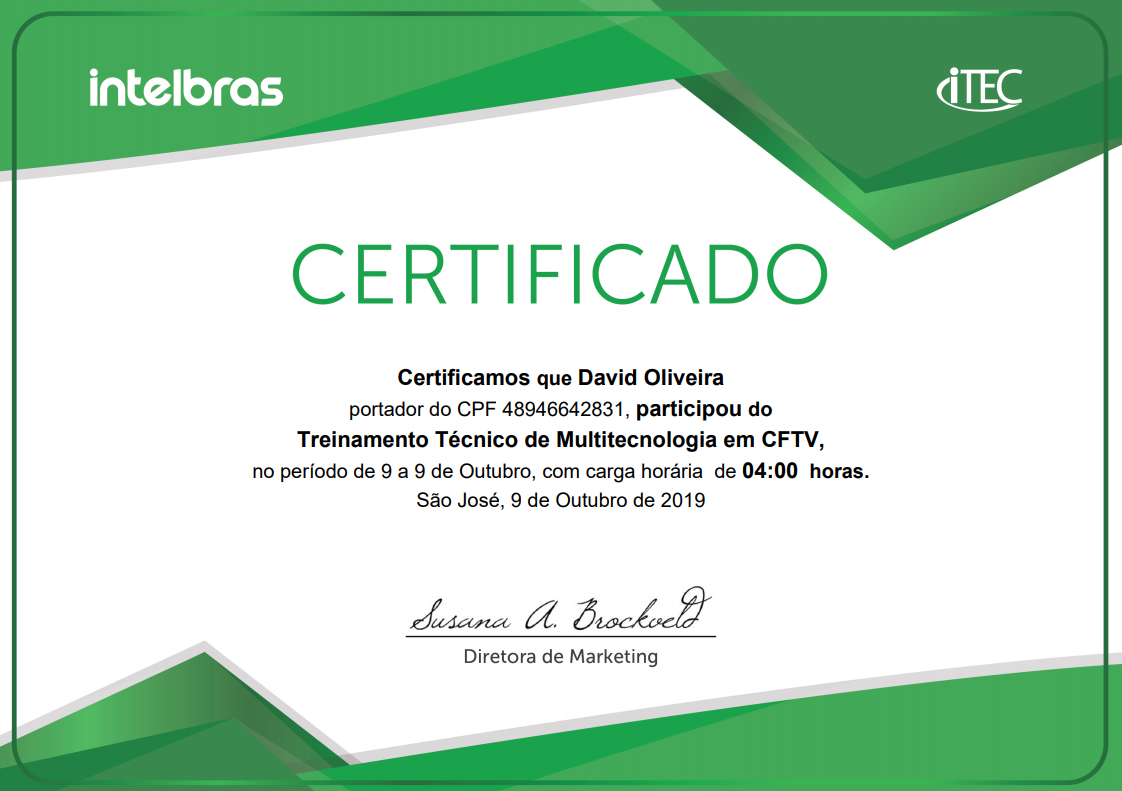 intelbras
iTEC
CERTIFICADO
Certificamos que David Oliveira
portador do CPF 48946642831, participou do
Treinamento Técnico de Multitecnologia em CFTV,
no período de 9 a 9 de Outubro, com carga horária de 04:00 horas.
São José, 9 de Outubro de 2019
Susana A. Brockveld
Diretora de Marketing